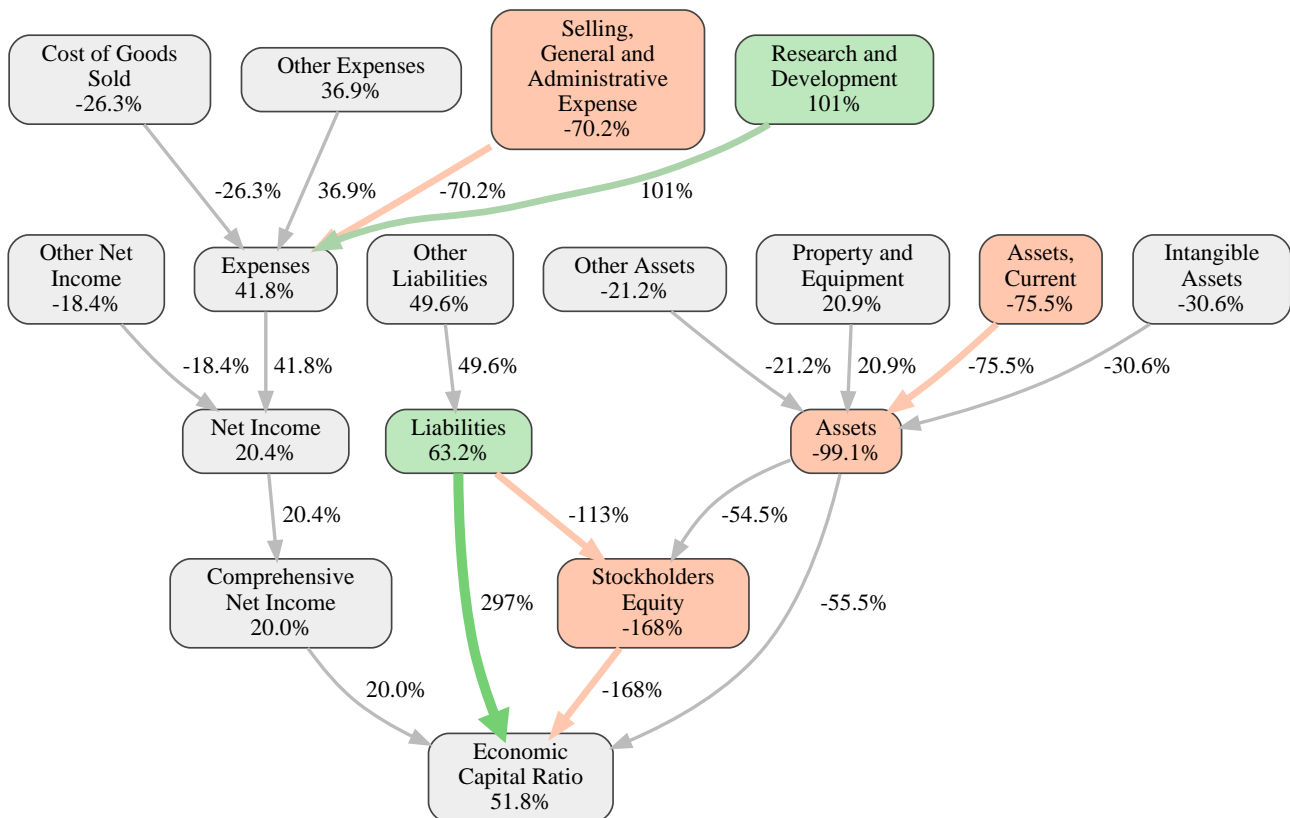 Cost of Goods
Sold
-26.3%
Other Expenses
36.9%
Selling,
General and
Administrative
Expense
-70.2%
Research and
Development
101%
-26.3%
36.9%
-70.2%
101%
Other Net
Income
-18.4%
Expenses
41.8%
Other
Liabilities
49.6%
Other Assets
-21.2%
Property and
Equipment
20.9%
Assets,
Current
-75.5%
Intangible
Assets
-30.6%
-18.4%
41.8%
49.6%
-21.2%
20.9%
-75.5%
-30.6%
Net Income
20.4%
Liabilities
63.2%
Assets
-99.1%
20.4%
-113%
-54.5%
Comprehensive
Net Income
20.0%
297%
Stockholders
Equity
-168%
-55.5%
20.0%
-168%
Economic
Capital Ratio
51.8%